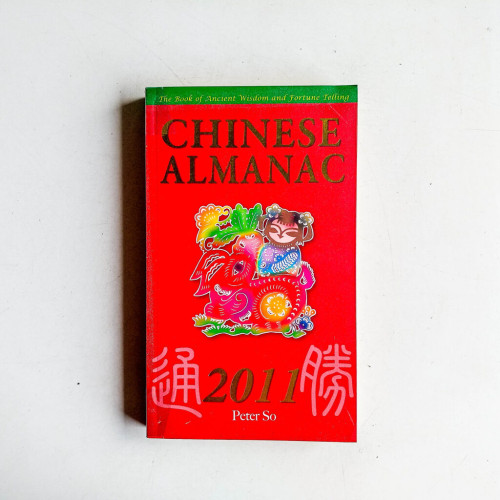 The Book of Ancient Wisdom and Fortune Telling
CHINESE
ALMANAC
通 2011 勝
Peter So